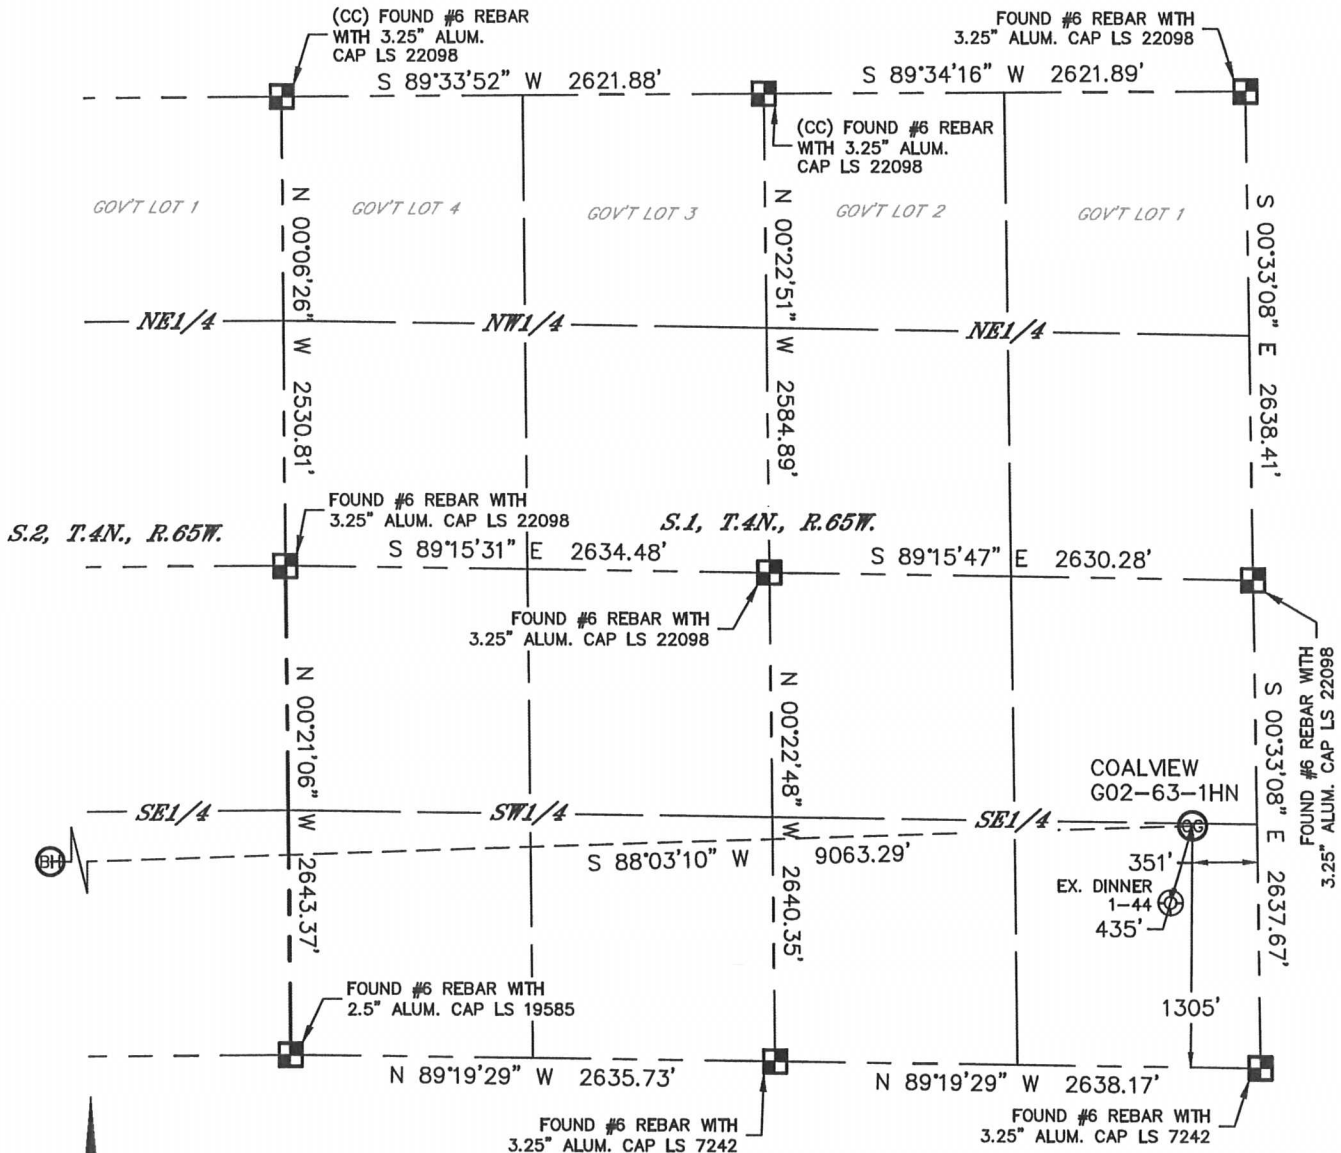 (CC) FOUND #6 REBAR
WITH 3.25" ALUM.
CAP LS 22098
FOUND #6 REBAR WITH
3.25" ALUM. CAP LS 22098
S 89°33'52" W 2621.88'
S 89°34'16" W 2621.89'
(CC) FOUND #6 REBAR
WITH 3.25" ALUM.
CAP LS 22098
GOV'T LOT 1
GOV'T LOT 4
GOV'T LOT 3
GOV'T LOT 2
GOV'T LOT 1
N 00°06'26" W 2530.81'
N 00°22'51" W 2584.89'
S 00°33'08" E 2638.41'
NE1/4
NW1/4
NE1/4
FOUND #6 REBAR WITH
3.25" ALUM. CAP LS 22098
S.2, T.4N., R.65W.
S.1, T.4N., R.65W.
S 89°15'31" E 2634.48'
S 89°15'47" E 2630.28'
FOUND #6 REBAR WITH
3.25" ALUM. CAP LS 22098
FOUND #6 REBAR WITH
3.25" ALUM. CAP LS 22098
N 00°21'06" W 2643.37'
N 00°22'48" W 2640.35'
S 00°33'08" E 2637.67'
COALVIEW
G02-63-1HN
SE1/4
SW1/4
SE1/4
BH
S 88°03'10" W 9063.29'
351'
EX. DINNER
1-44
435'
FOUND #6 REBAR WITH
2.5" ALUM. CAP LS 19585
1305'
N 89°19'29" W 2635.73'
N 89°19'29" W 2638.17'
FOUND #6 REBAR WITH
3.25" ALUM. CAP LS 7242
FOUND #6 REBAR WITH
3.25" ALUM. CAP LS 7242